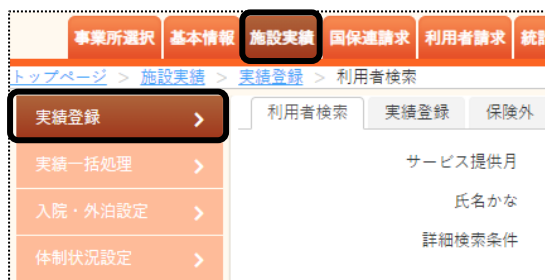 事業所選択 基本情報 施設実績 国保連請求 利用者請求 統計
トップページ > 施設実績 > 実績登録 > 利用者検索
実績登録
実績一括処理
入院・外泊設定
体制状況設定
利用者検索 実績登録 保険外
サービス提供月
氏名かな
詳細検索条件